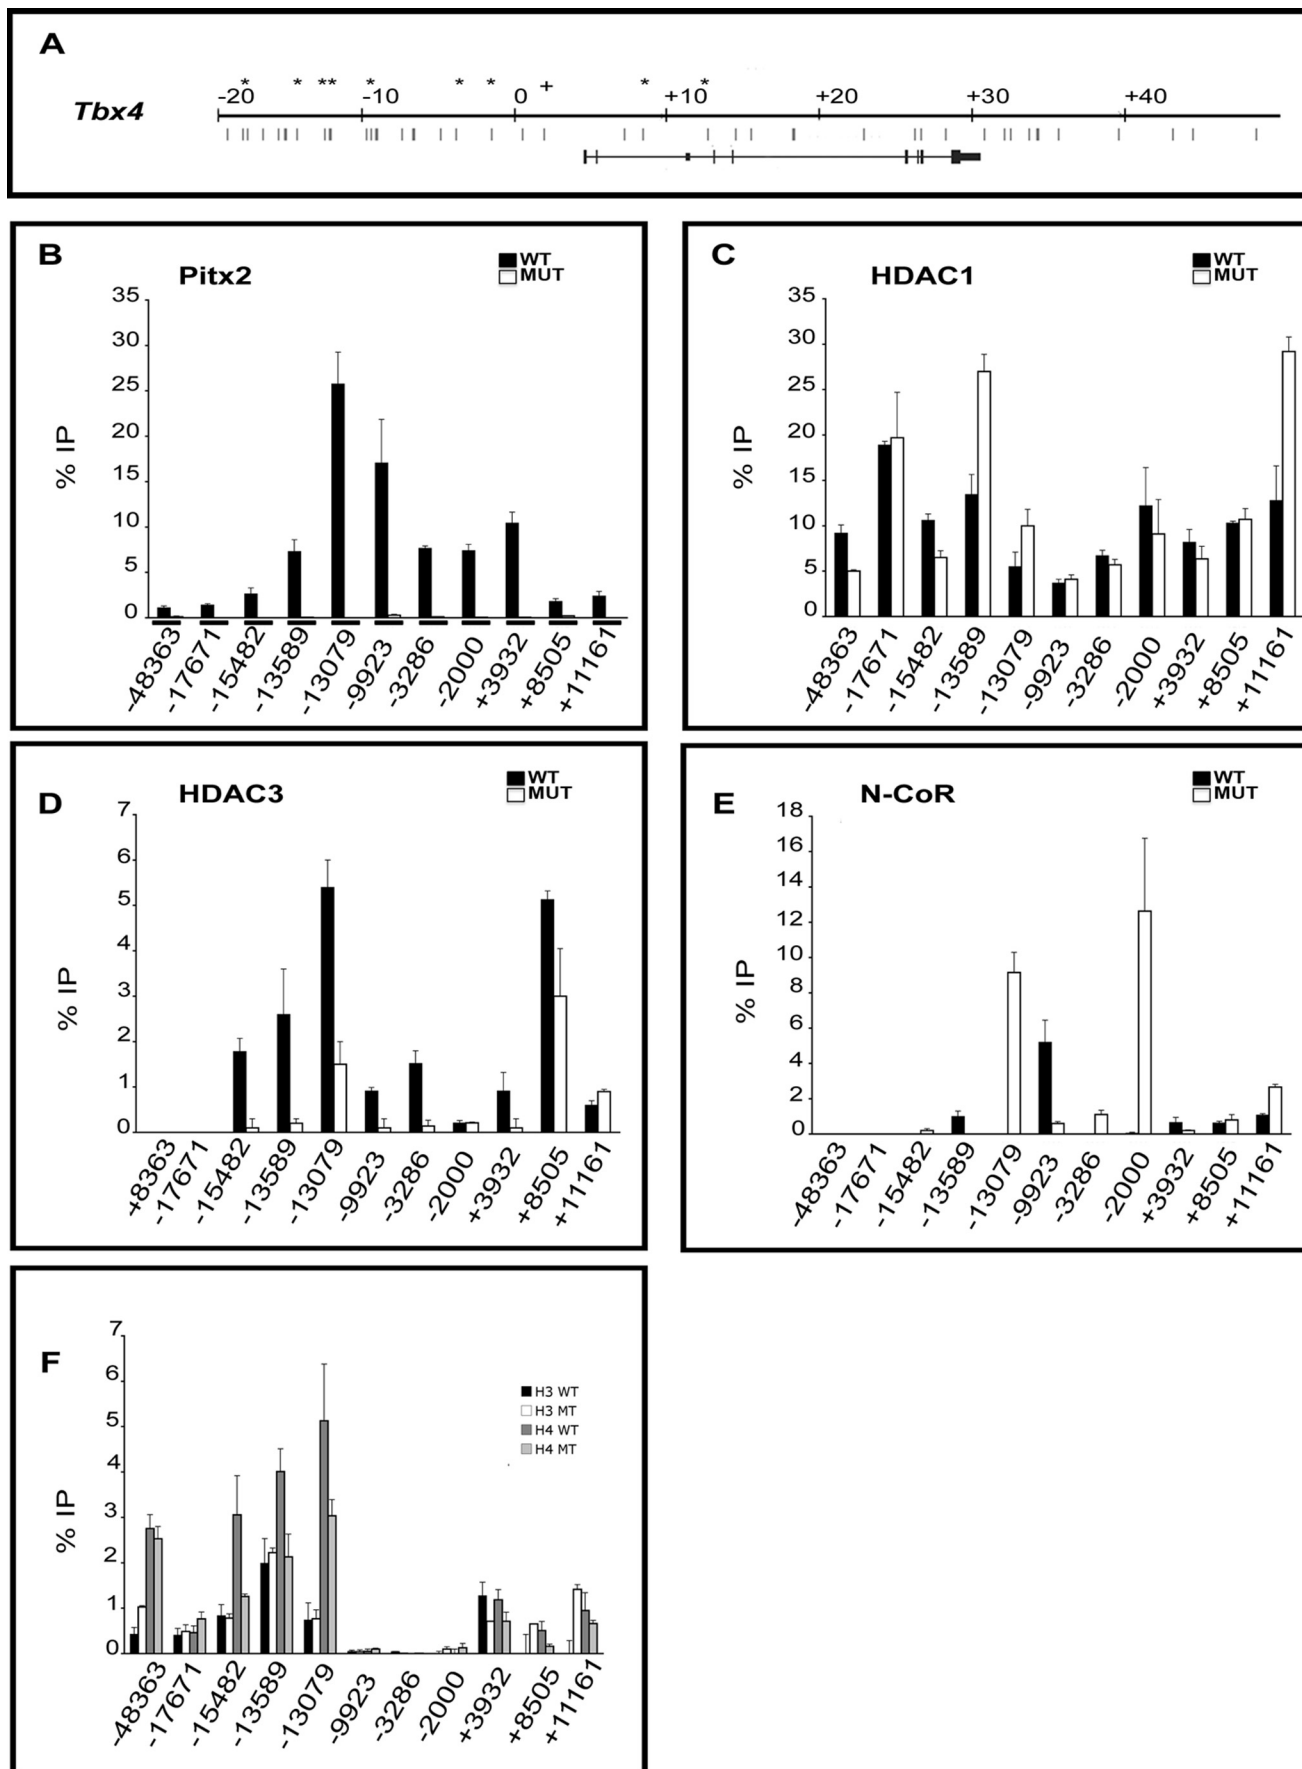 A
* * ** * * * + * *
-20 -10 0 +10 +20 +30 +40
Tbx4
B
Pitx2
WT
MUT
% IP
35
30
25
20
15
10
5
0
-48363 -17671 -15482 -13589 -13079 -9923 -3286 -2000 +3932 +8505 +11161
C
HDAC1
WT
MUT
% IP
35
30
25
20
15
10
5
0
-48363 -17671 -15482 -13589 -13079 -9923 -3286 -2000 +3932 +8505 +11161
D
HDAC3
WT
MUT
% IP
7
6
5
4
3
2
1
0
+8363 -17671 -15482 -13589 -13079 -9923 -3286 -2000 +3932 +8505 +11161
E
N-CoR
WT
MUT
% IP
18
16
14
12
10
8
6
4
2
0
-48363 -17671 -15482 -13589 -13079 -9923 -3286 -2000 +3932 +8505 +11161
F
H3 WT
H3 MT
H4 WT
H4 MT
% IP
7
6
5
4
3
2
1
0
-48363 -17671 -15482 -13589 -13079 -9923 -3286 -2000 +3932 +8505 +11161